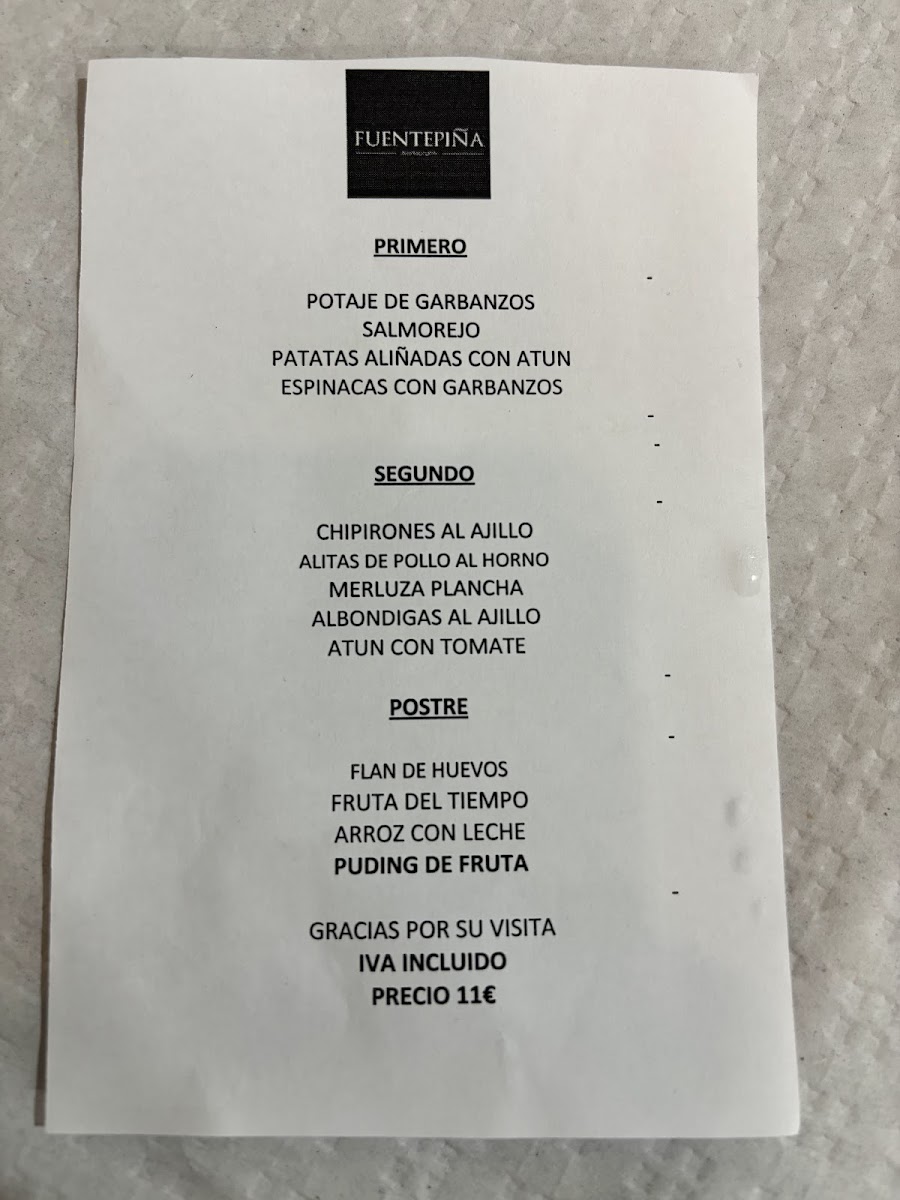 FUENTEPIÑA
PRIMERO
-
POTAJE DE GARBANZOS
SALMOREJO
PATATAS ALIÑADAS CON ATUN
ESPINACAS CON GARBANZOS
-
-
SEGUNDO
-
CHIPIRONES AL AJILLO
ALITAS DE POLLO AL HORNO
MERLUZA PLANCHA
ALBONDIGAS AL AJILLO
ATUN CON TOMATE
-
POSTRE
-
FLAN DE HUEVOS
FRUTA DEL TIEMPO
ARROZ CON LECHE
PUDING DE FRUTA
-
GRACIAS POR SU VISITA
IVA INCLUIDO
PRECIO 11€